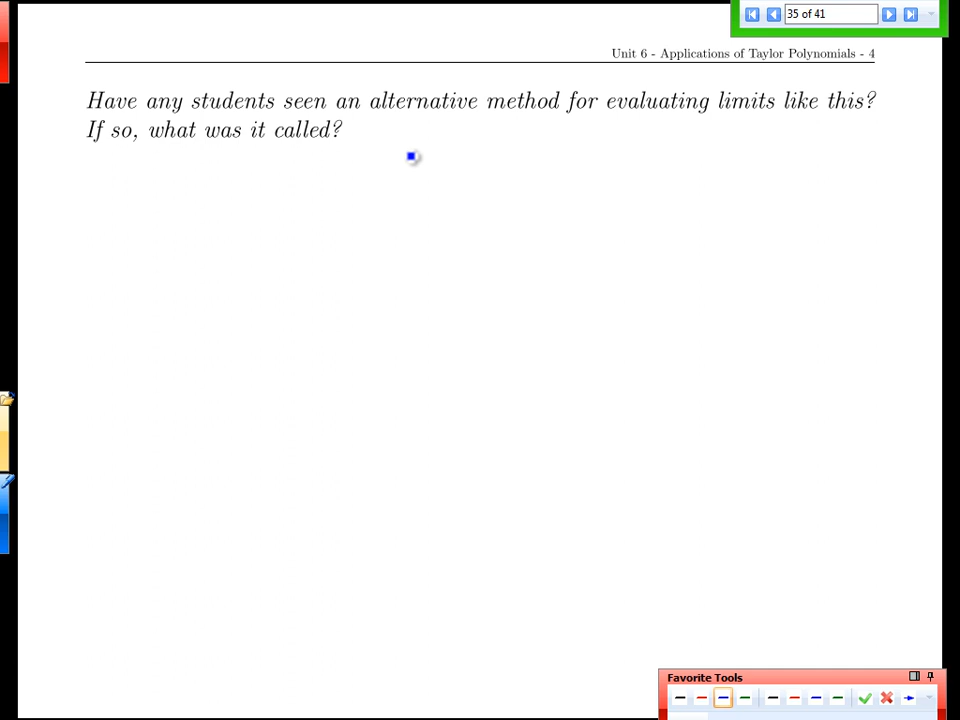 35 of 41
Unit 6 - Applications of Taylor Polynomials - 4
Have any students seen an alternative method for evaluating limits like this?
If so, what was it called?
Favorite Tools